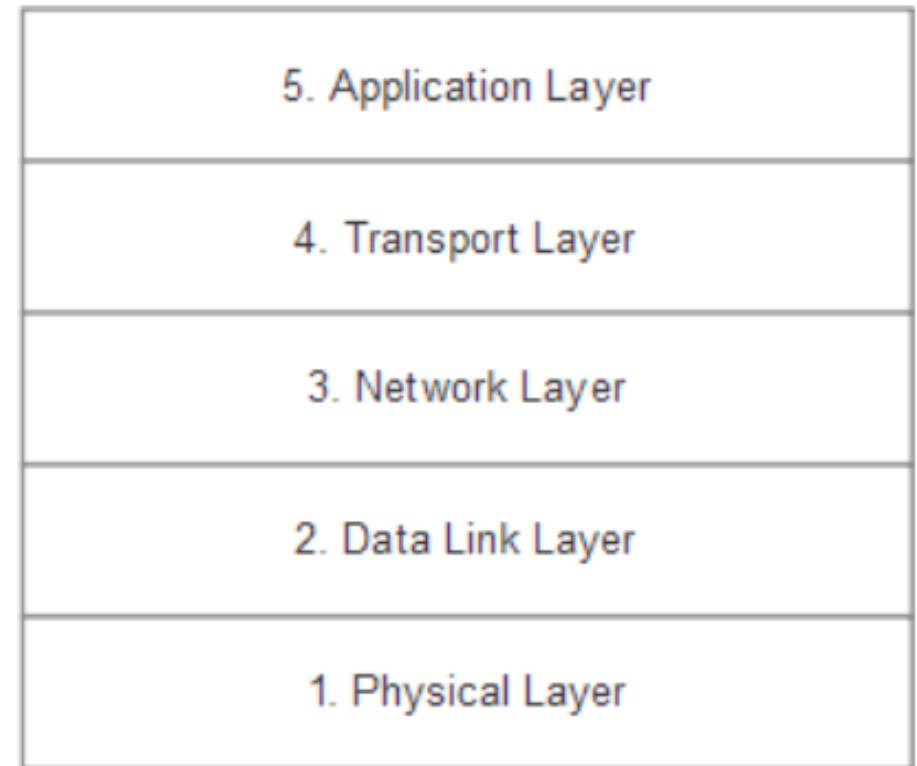 5. Application Layer
4. Transport Layer
3. Network Layer
2. Data Link Layer
1. Physical Layer